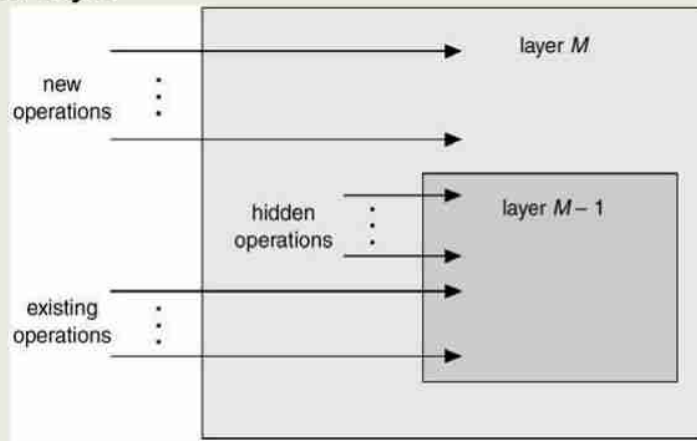 layer M
new
operations
hidden
operations
layer M – 1
existing
operations